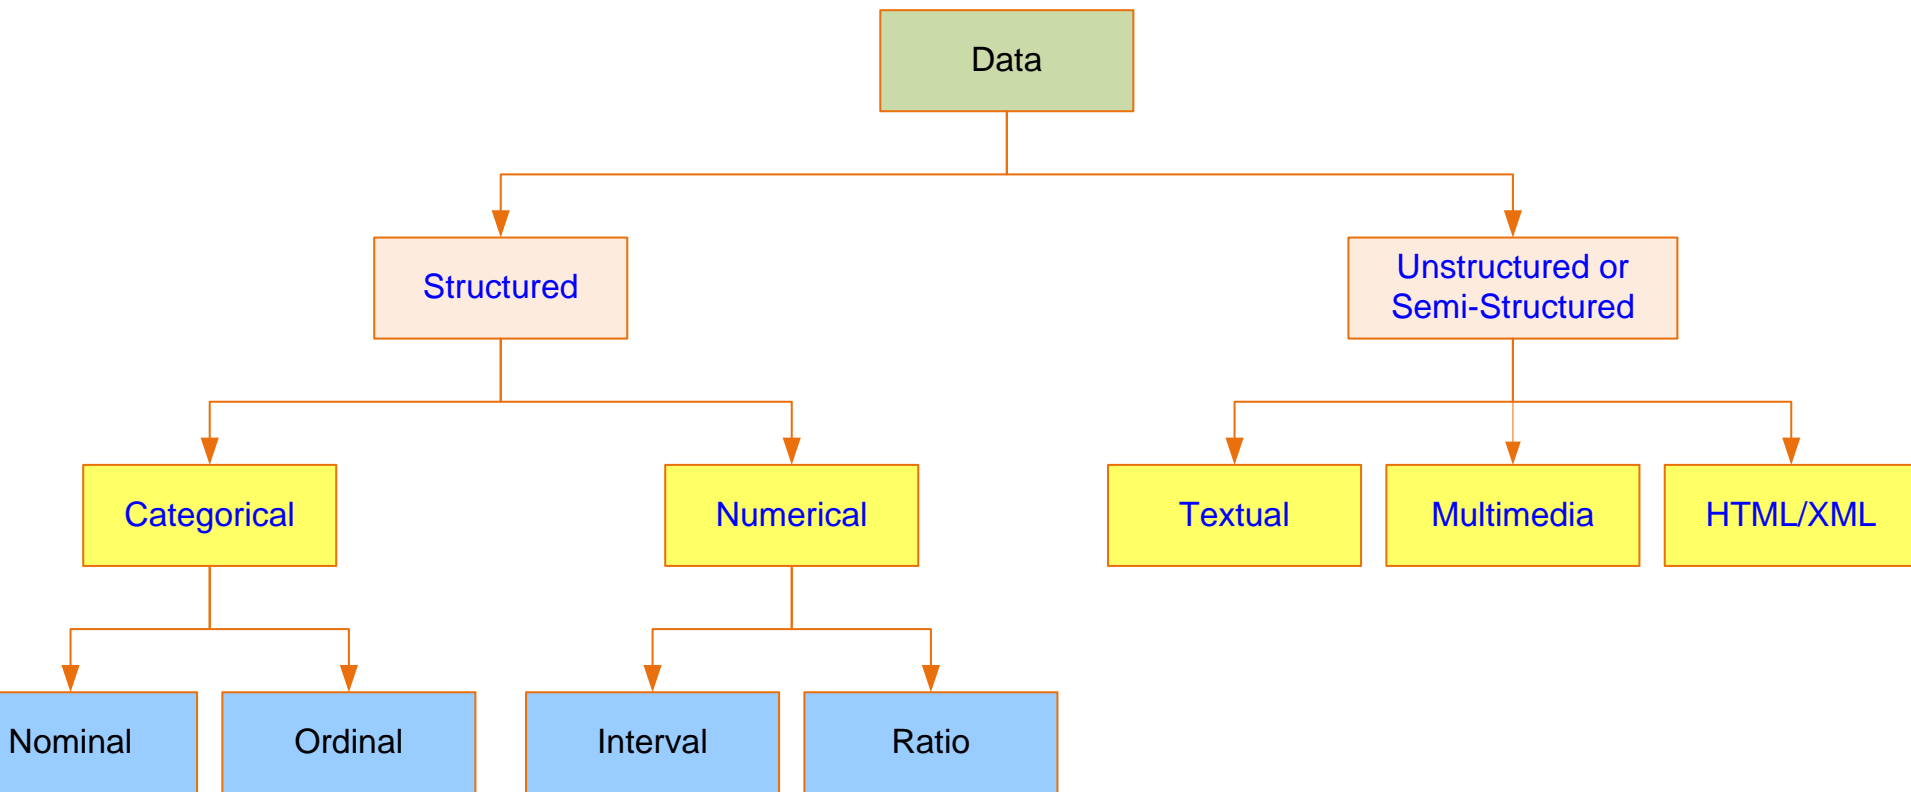 Data
Structured
Unstructured or
Semi-Structured
Categorical
Numerical
Textual
Multimedia
HTML/XML
Nominal
Ordinal
Interval
Ratio